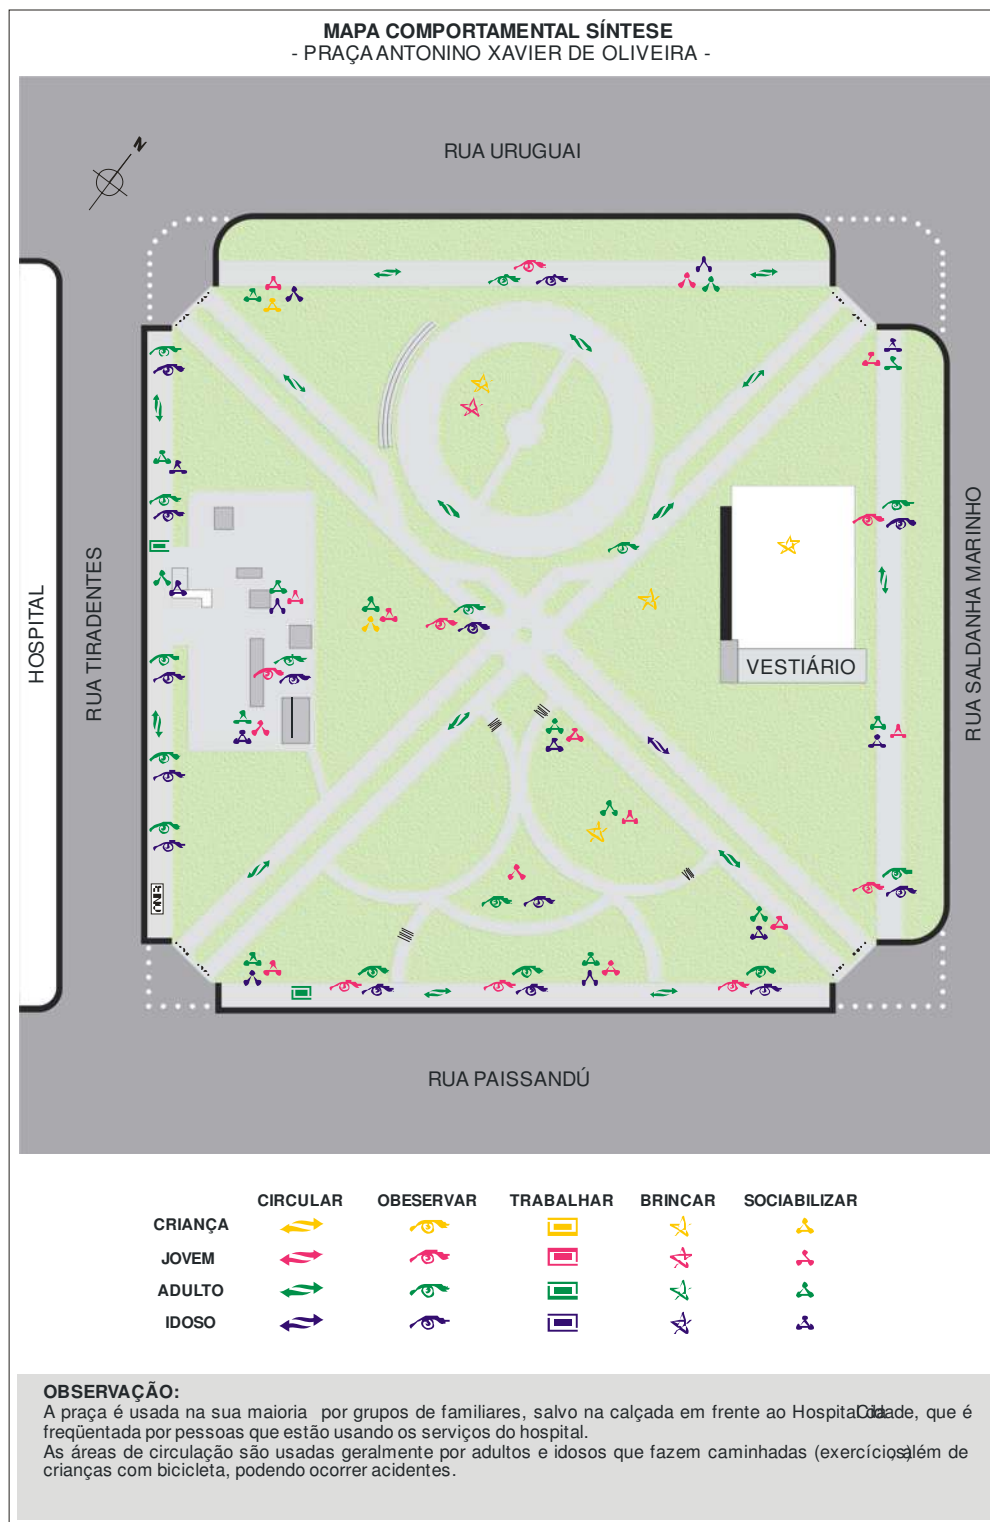 MAPA COMPORTAMENTAL SÍNTESE
- PRAÇA ANTONINO XAVIER DE OLIVEIRA -
N
RUA URUGUAI
HOSPITAL
RUA TIRADENTES
VESTIÁRIO
RUA SALDANHA MARINHO
RUA PAISSANDÚ
CIRCULAR OBESERVAR TRABALHAR BRINCAR SOCIABILIZAR
CRIANÇA
JOVEM
ADULTO
IDOSO
OBSERVAÇÃO:
A praça é usada na sua maioria por grupos de familiares, salvo na calçada em frente ao Hospital da Cidade, que é
freqüentada por pessoas que estão usando os serviços do hospital.
As áreas de circulação são usadas geralmente por adultos e idosos que fazem caminhadas (exercícios), além de
crianças com bicicleta, podendo ocorrer acidentes.